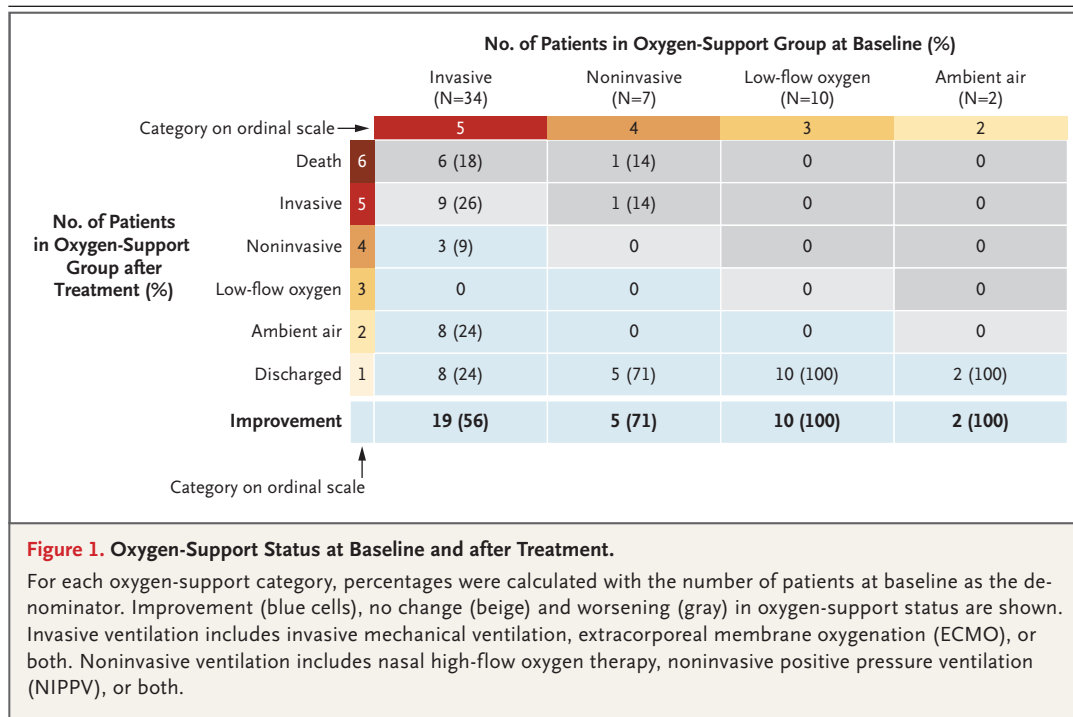 No. of Patients in Oxygen-Support Group at Baseline (%)
Invasive (N=34) Noninvasive (N=7) Low-flow oxygen (N=10) Ambient air (N=2)
Category on ordinal scale 5 4 3 2
No. of Patients in Oxygen-Support Group after Treatment (%)
Death 6 6 (18) 1 (14) 0 0
Invasive 5 9 (26) 1 (14) 0 0
Noninvasive 4 3 (9) 0 0 0
Low-flow oxygen 3 0 0 0 0
Ambient air 2 8 (24) 0 0 0
Discharged 1 8 (24) 5 (71) 10 (100) 2 (100)
Improvement 19 (56) 5 (71) 10 (100) 2 (100)
Category on ordinal scale
Figure 1. Oxygen-Support Status at Baseline and after Treatment.
For each oxygen-support category, percentages were calculated with the number of patients at baseline as the de-
nominator. Improvement (blue cells), no change (beige) and worsening (gray) in oxygen-support status are shown.
Invasive ventilation includes invasive mechanical ventilation, extracorporeal membrane oxygenation (ECMO), or
both. Noninvasive ventilation includes nasal high-flow oxygen therapy, noninvasive positive pressure ventilation
(NIPPV), or both.